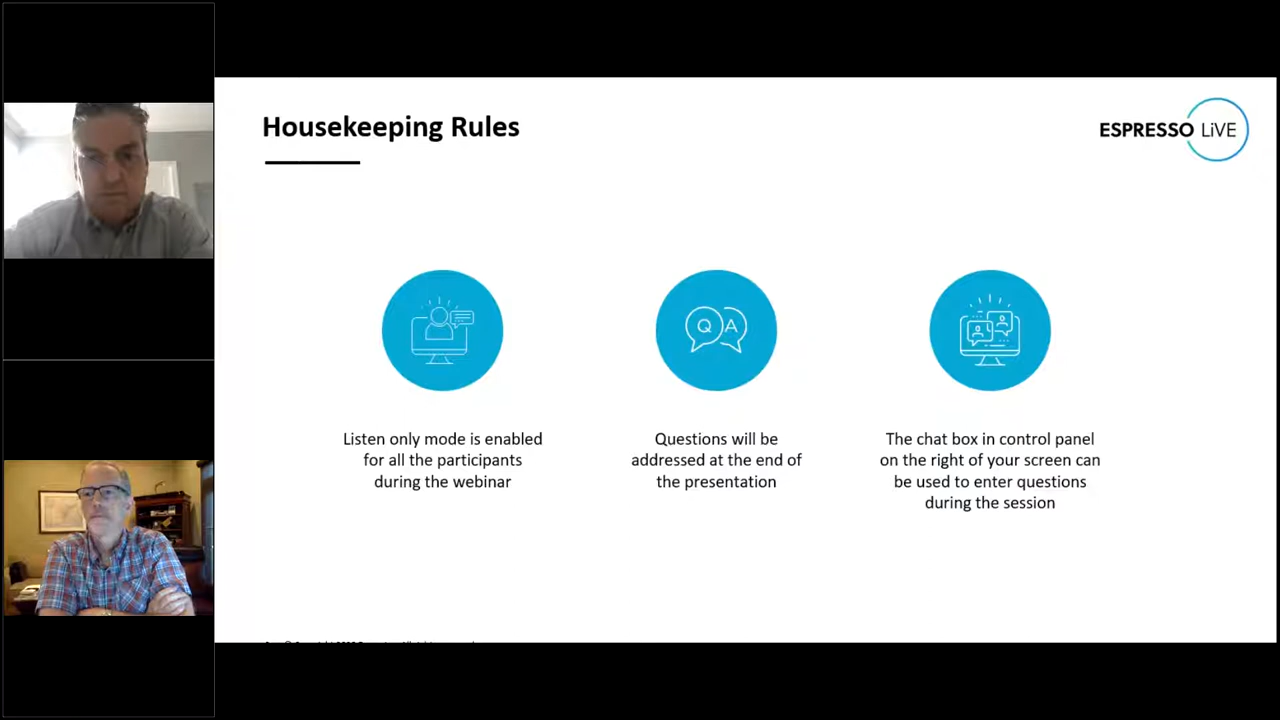 Housekeeping Rules
ESPRESSO LiVE
Q A
Listen only mode is enabled
for all the participants
during the webinar
Questions will be
addressed at the end of
the presentation
The chat box in control panel
on the right of your screen can
be used to enter questions
during the session